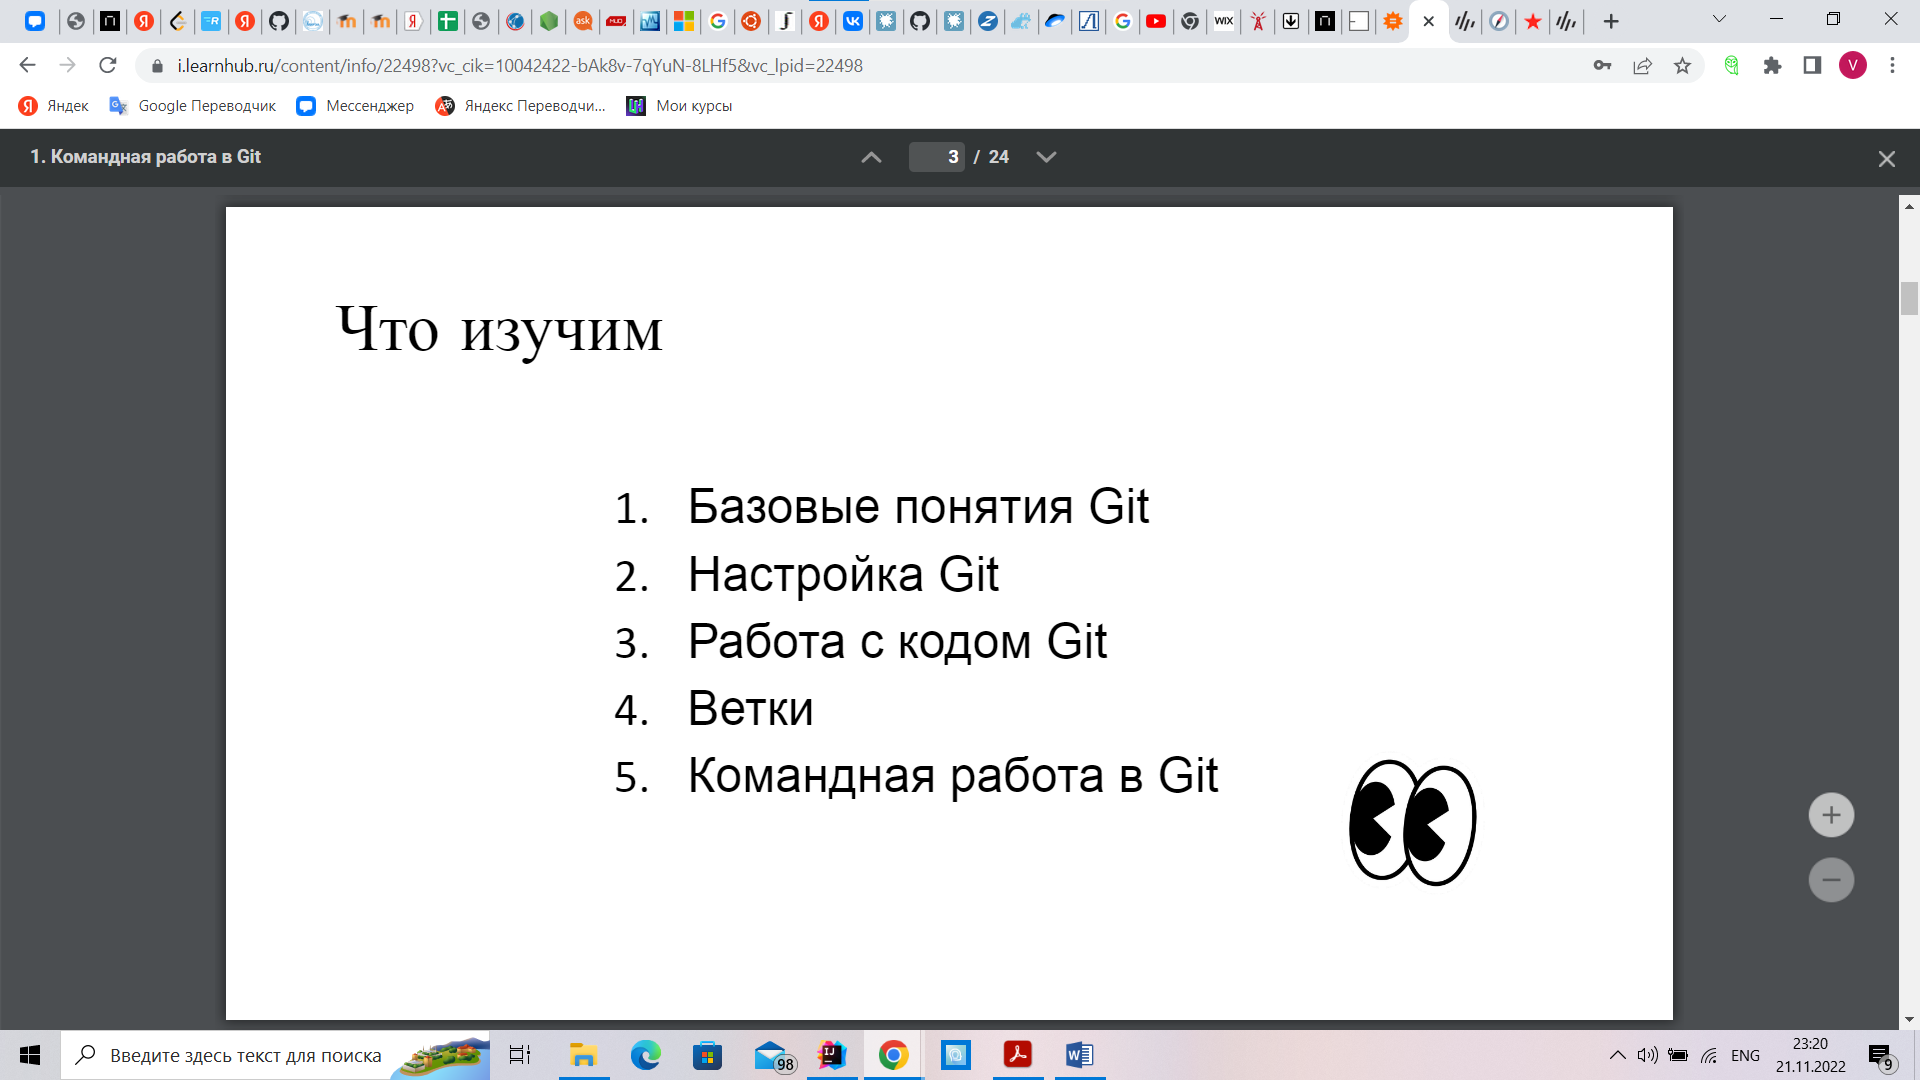 ask
WIX
i.learnhub.ru/content/info/22498?vc_cik=10042422-bAk8v-7qYuN-8LHf5&vc_lpid=22498
V
Яндек
Google Переводчик
Мессенджер
Яндекс Переводчи...
Мои курсы
1. Командная работа в Git
3 / 24
Что изучим
1. Базовые понятия Git
2. Настройка Git
3. Работа с кодом Git
4. Ветки
5. Командная работа в Git
Введите здесь текст для поиска
98
ENG
23:20
21.11.2022
9